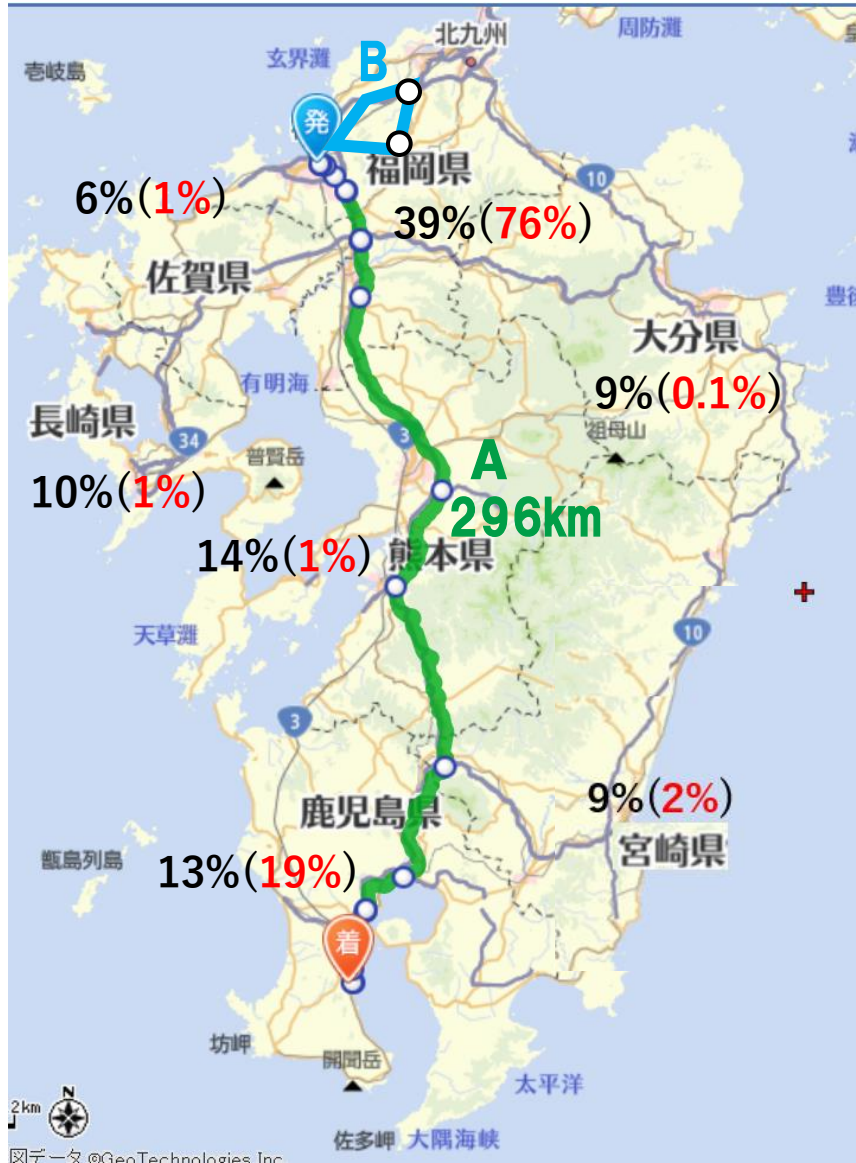 北九州
周防灘
玄界灘
壱岐島
B
発
福岡県
10
6%(1%)
39%(76%)
佐賀県
大分県
有明海
9%(0.1%)
長崎県
34
3
祖母山
普賢岳
A
10%(1%)
296km
14%(1%)
熊本県
天草灘
10
3
9%(2%)
鹿児島県
宮崎県
甑島列島
13%(19%)
着
坊岬
開聞岳
太平洋
N
2km
佐多岬
大隅海峡
図データ ©GeoTechnologies,Inc.